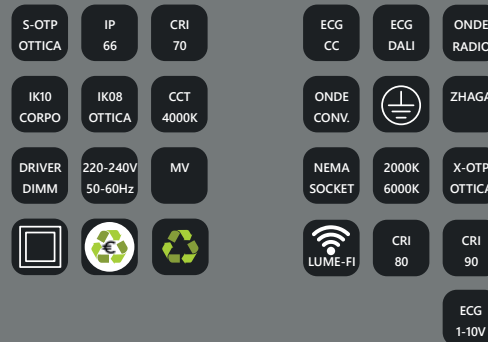 S-OTP
OTTICA
IP
66
CRI
70
ECG
CC
ECG
DALI
ONDE
RADIO
IK10
CORPO
IK08
OTTICA
CCT
4000K
ONDE
CONV.
ZHAGA
DRIVER
DIMM
220-240V
50-60Hz
MV
NEMA
SOCKET
2000K
6000K
X-OTP
OTTICA
€
LUME-FI
CRI
80
CRI
90
ECG
1-10V